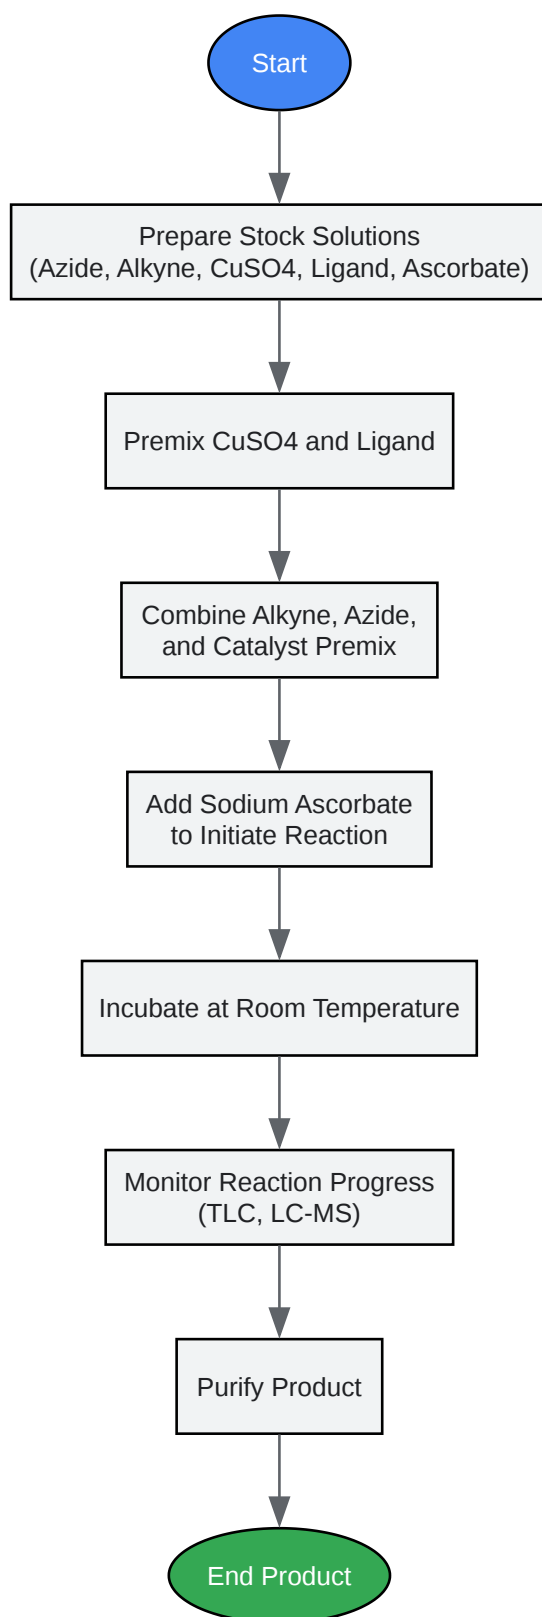 Start
Prepare Stock Solutions
(Azide, Alkyne, CuSO4, Ligand, Ascorbate)
Premix CuSO4 and Ligand
Combine Alkyne, Azide,
and Catalyst Premix
Add Sodium Ascorbate
to Initiate Reaction
Incubate at Room Temperature
Monitor Reaction Progress
(TLC, LC-MS)
Purify Product
End Product